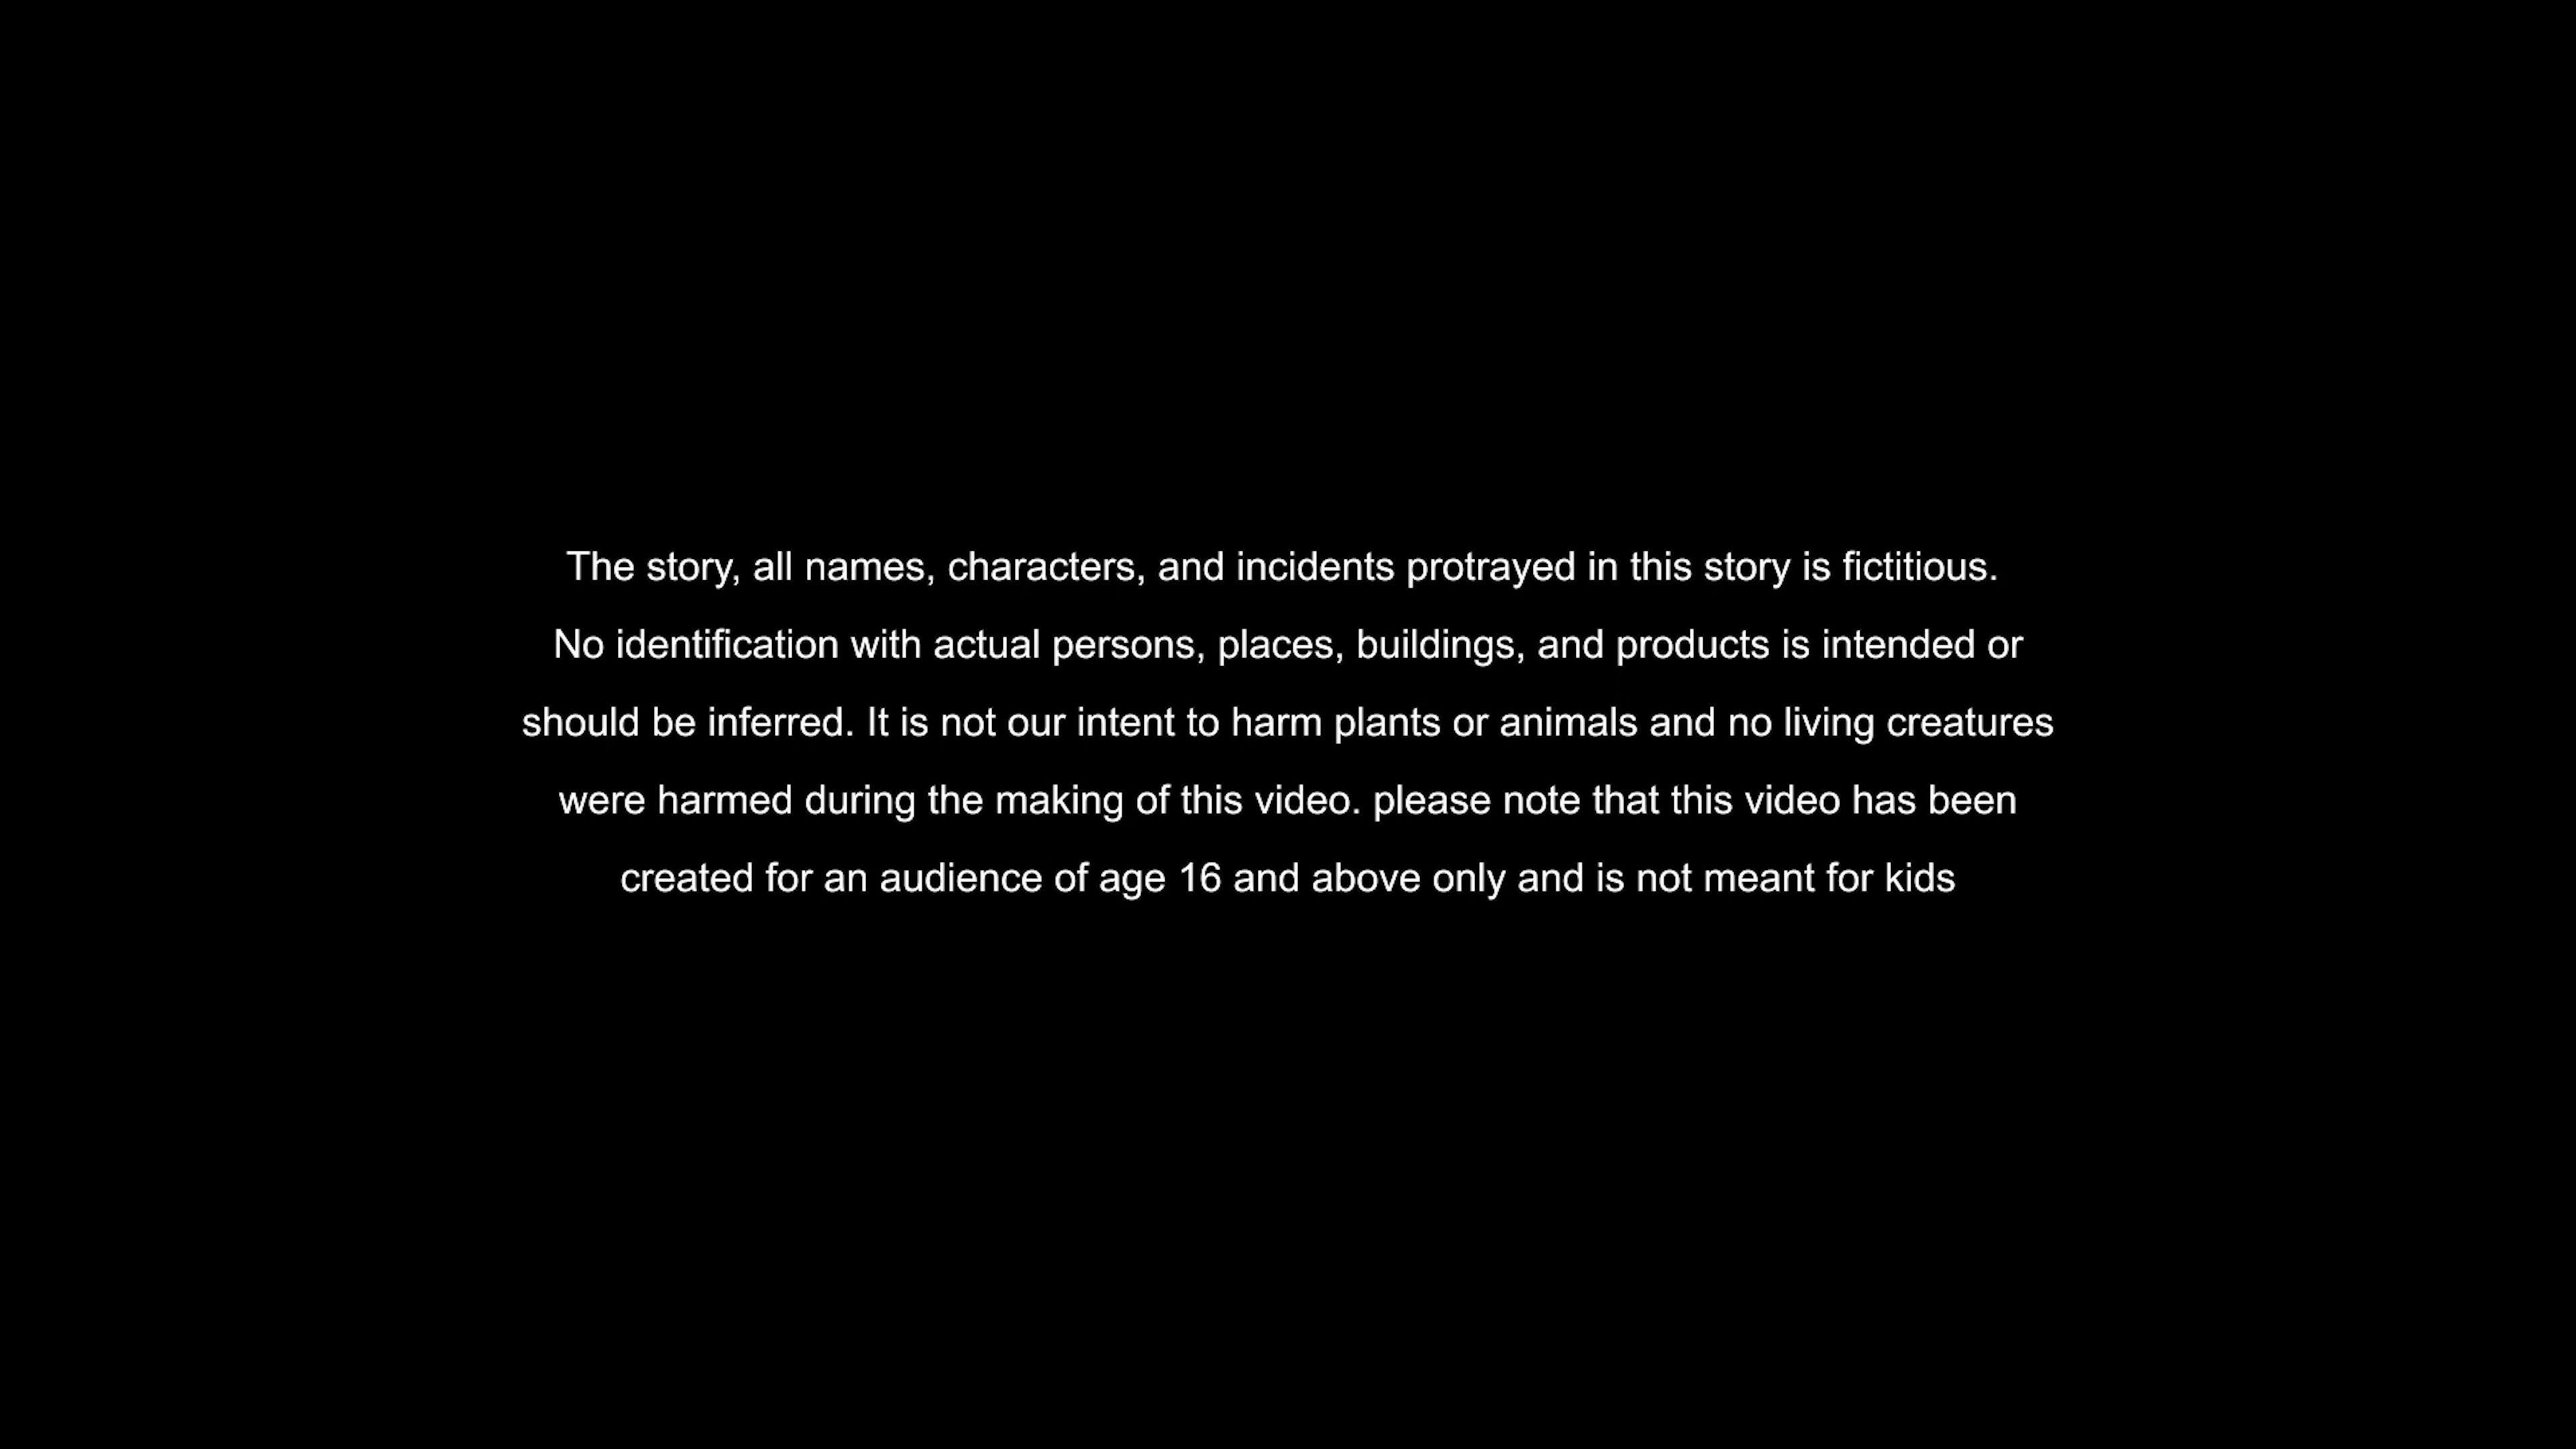 The story, all names, characters, and incidents protrayed in this story is fictitious.
No identification with actual persons, places, buildings, and products is intended or
should be inferred. It is not our intent to harm plants or animals and no living creatures
were harmed during the making of this video. please note that this video has been
created for an audience of age 16 and above only and is not meant for kids